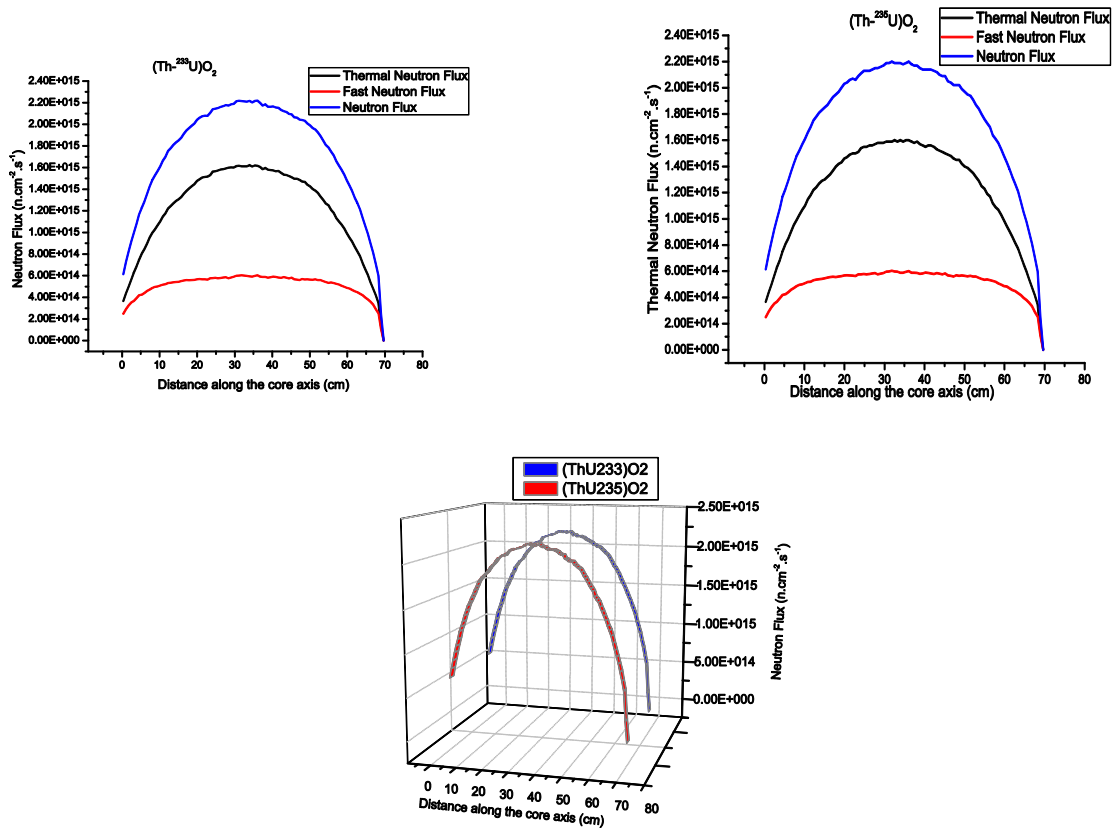 (Th-²³³U)O₂
Thermal Neutron Flux
Fast Neutron Flux
Neutron Flux
2.40E+015
2.20E+015
2.00E+015
1.80E+015
1.60E+015
1.40E+015
1.20E+015
1.00E+015
8.00E+014
6.00E+014
4.00E+014
2.00E+014
0.00E+000
Neutron Flux (n.cm⁻².s⁻¹)
0 10 20 30 40 50 60 70 80
Distance along the core axis (cm)
(Th-²³⁵U)O₂
Thermal Neutron Flux
Fast Neutron Flux
Neutron Flux
2.40E+015
2.20E+015
2.00E+015
1.80E+015
1.60E+015
1.40E+015
1.20E+015
1.00E+015
8.00E+014
6.00E+014
4.00E+014
2.00E+014
0.00E+000
Thermal Neutron Flux (n.cm⁻².s⁻¹)
0 10 20 30 40 50 60 70 80
Distance along the core axis (cm)
(ThU233)O2
(ThU235)O2
2.50E+015
2.00E+015
1.50E+015
1.00E+015
5.00E+014
0.00E+000
Neutron Flux (n.cm⁻².s⁻¹)
0 10 20 30 40 50 60 70 80
Distance along the core axis (cm)